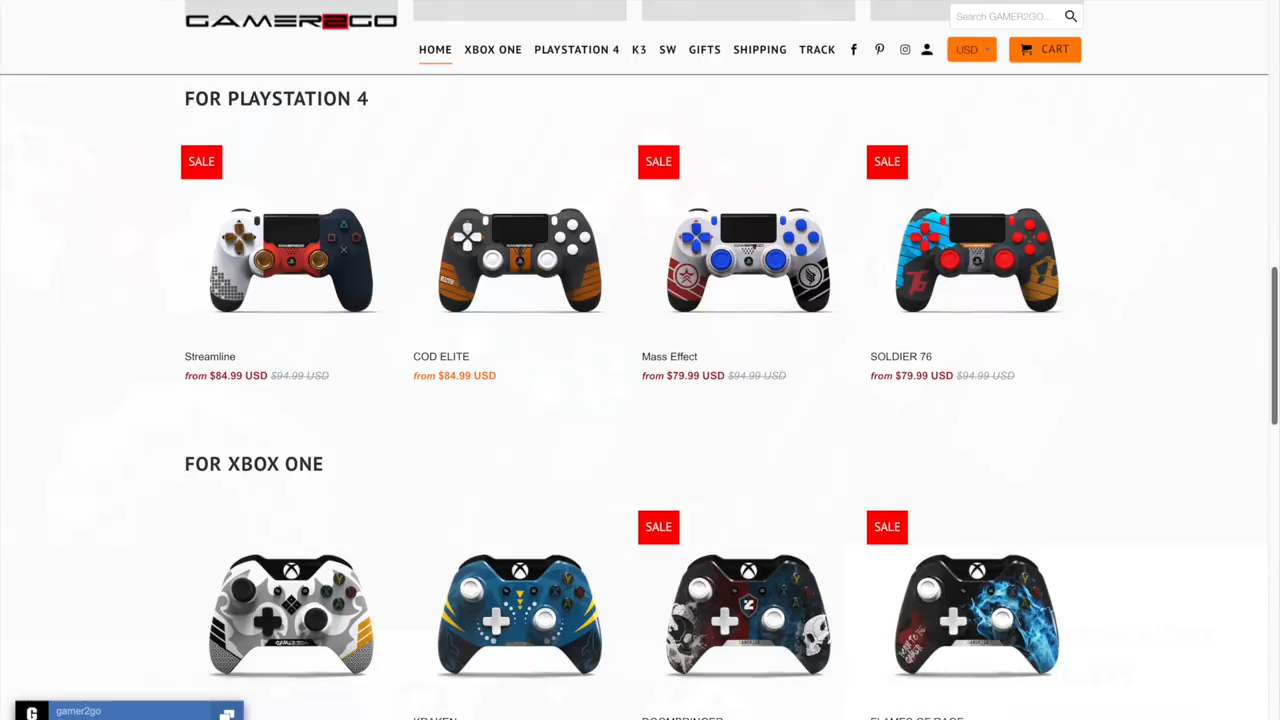 GAMER2GO
Search GAMER2GO...
HOME XBOX ONE PLAYSTATION 4 K3 SW GIFTS SHIPPING TRACK USD CART
FOR PLAYSTATION 4
SALE SALE SALE
Streamline COD ELITE Mass Effect SOLDIER 76
from $84.99 USD $94.99 USD from $84.99 USD from $79.99 USD $94.99 USD from $79.99 USD $94.99 USD
FOR XBOX ONE
SALE SALE
G gamer2go